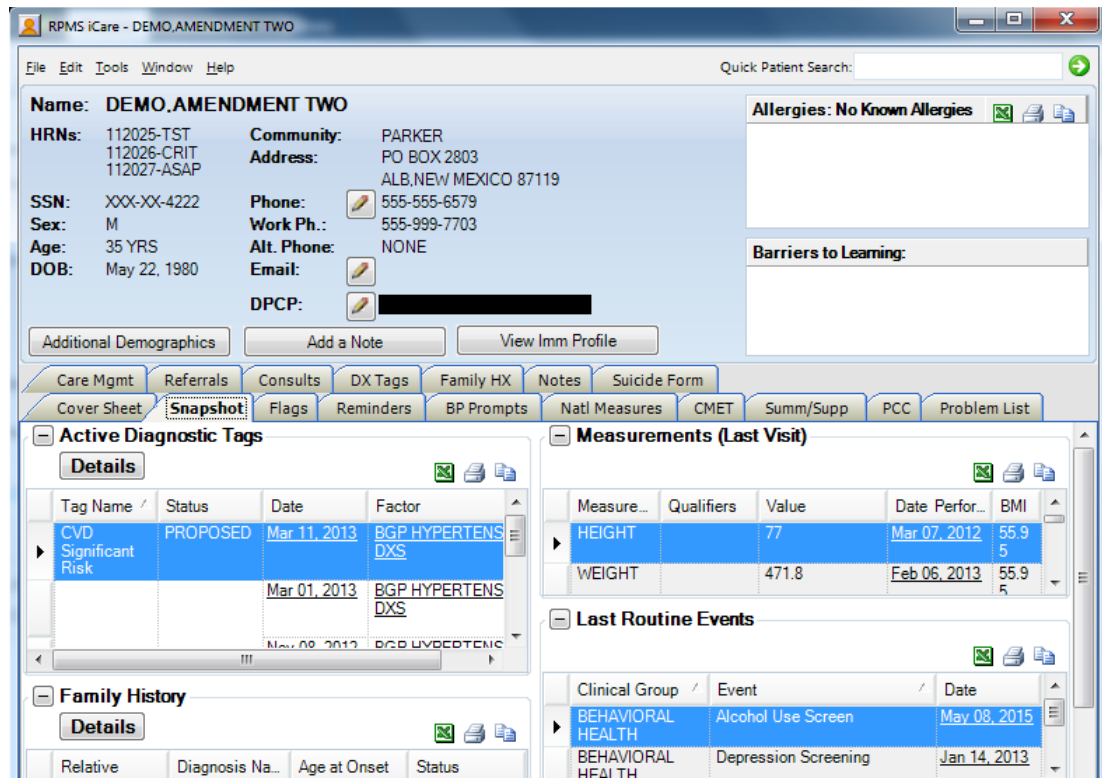 RPMS iCare - DEMO,AMENDMENT TWO
File Edit Tools Window Help
Quick Patient Search:
Name: DEMO,AMENDMENT TWO
HRNs: 112025-TST
112026-CRIT
112027-ASAP
SSN: XXX-XX-4222
Sex: M
Age: 35 YRS
DOB: May 22, 1980
Community: PARKER
Address: PO BOX 2803
ALB,NEW MEXICO 87119
Phone: 555-555-6579
Work Ph.: 555-999-7703
Alt. Phone: NONE
Email:
DPCP:
Allergies: No Known Allergies
Barriers to Learning:
Additional Demographics Add a Note View Imm Profile
Care Mgmt Referrals Consults DX Tags Family HX Notes Suicide Form
Cover Sheet Snapshot Flags Reminders BP Prompts Natl Measures CMET Summ/Supp PCC Problem List
Active Diagnostic Tags
Details
Tag Name Status Date Factor
CVD Significant Risk PROPOSED Mar 11, 2013 BGP HYPERTENS DXS
Mar 01, 2013 BGP HYPERTENS DXS
Nov 08, 2012 BGP HYPERTENS
Family History
Details
Relative Diagnosis Na... Age at Onset Status
Measurements (Last Visit)
Measure... Qualifiers Value Date Perfor... BMI
HEIGHT 77 Mar 07, 2012 55.95
WEIGHT 471.8 Feb 06, 2013 55.95
Last Routine Events
Clinical Group Event Date
BEHAVIORAL HEALTH Alcohol Use Screen May 08, 2015
BEHAVIORAL HEALTH Depression Screening Jan 14, 2013